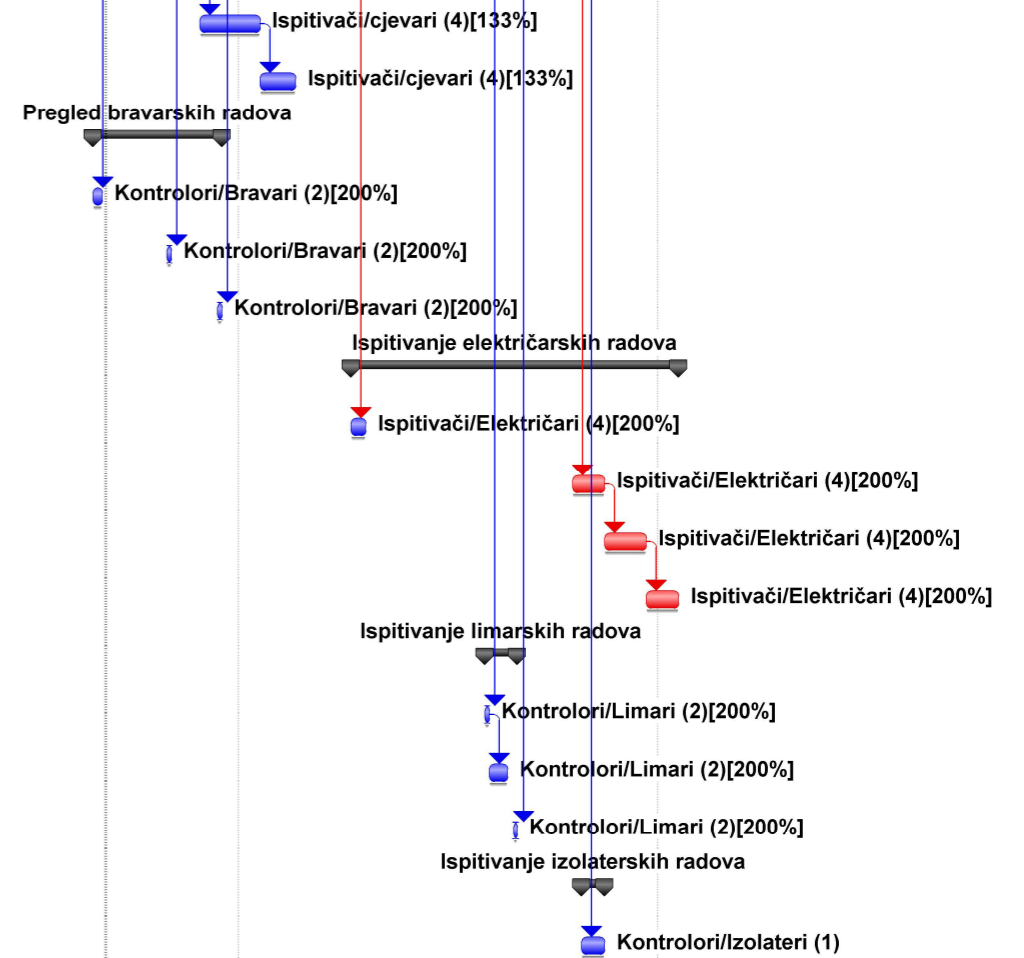 Ispitivači/cjevari (4)[133%]
Ispitivači/cjevari (4)[133%]
Pregled bravarskih radova
Kontrolori/Bravari (2)[200%]
Kontrolori/Bravari (2)[200%]
Kontrolori/Bravari (2)[200%]
Ispitivanje električarskih radova
Ispitivači/Električari (4)[200%]
Ispitivači/Električari (4)[200%]
Ispitivači/Električari (4)[200%]
Ispitivači/Električari (4)[200%]
Ispitivanje limarskih radova
Kontrolori/Limari (2)[200%]
Kontrolori/Limari (2)[200%]
Kontrolori/Limari (2)[200%]
Ispitivanje izolaterskih radova
Kontrolori/Izolateri (1)